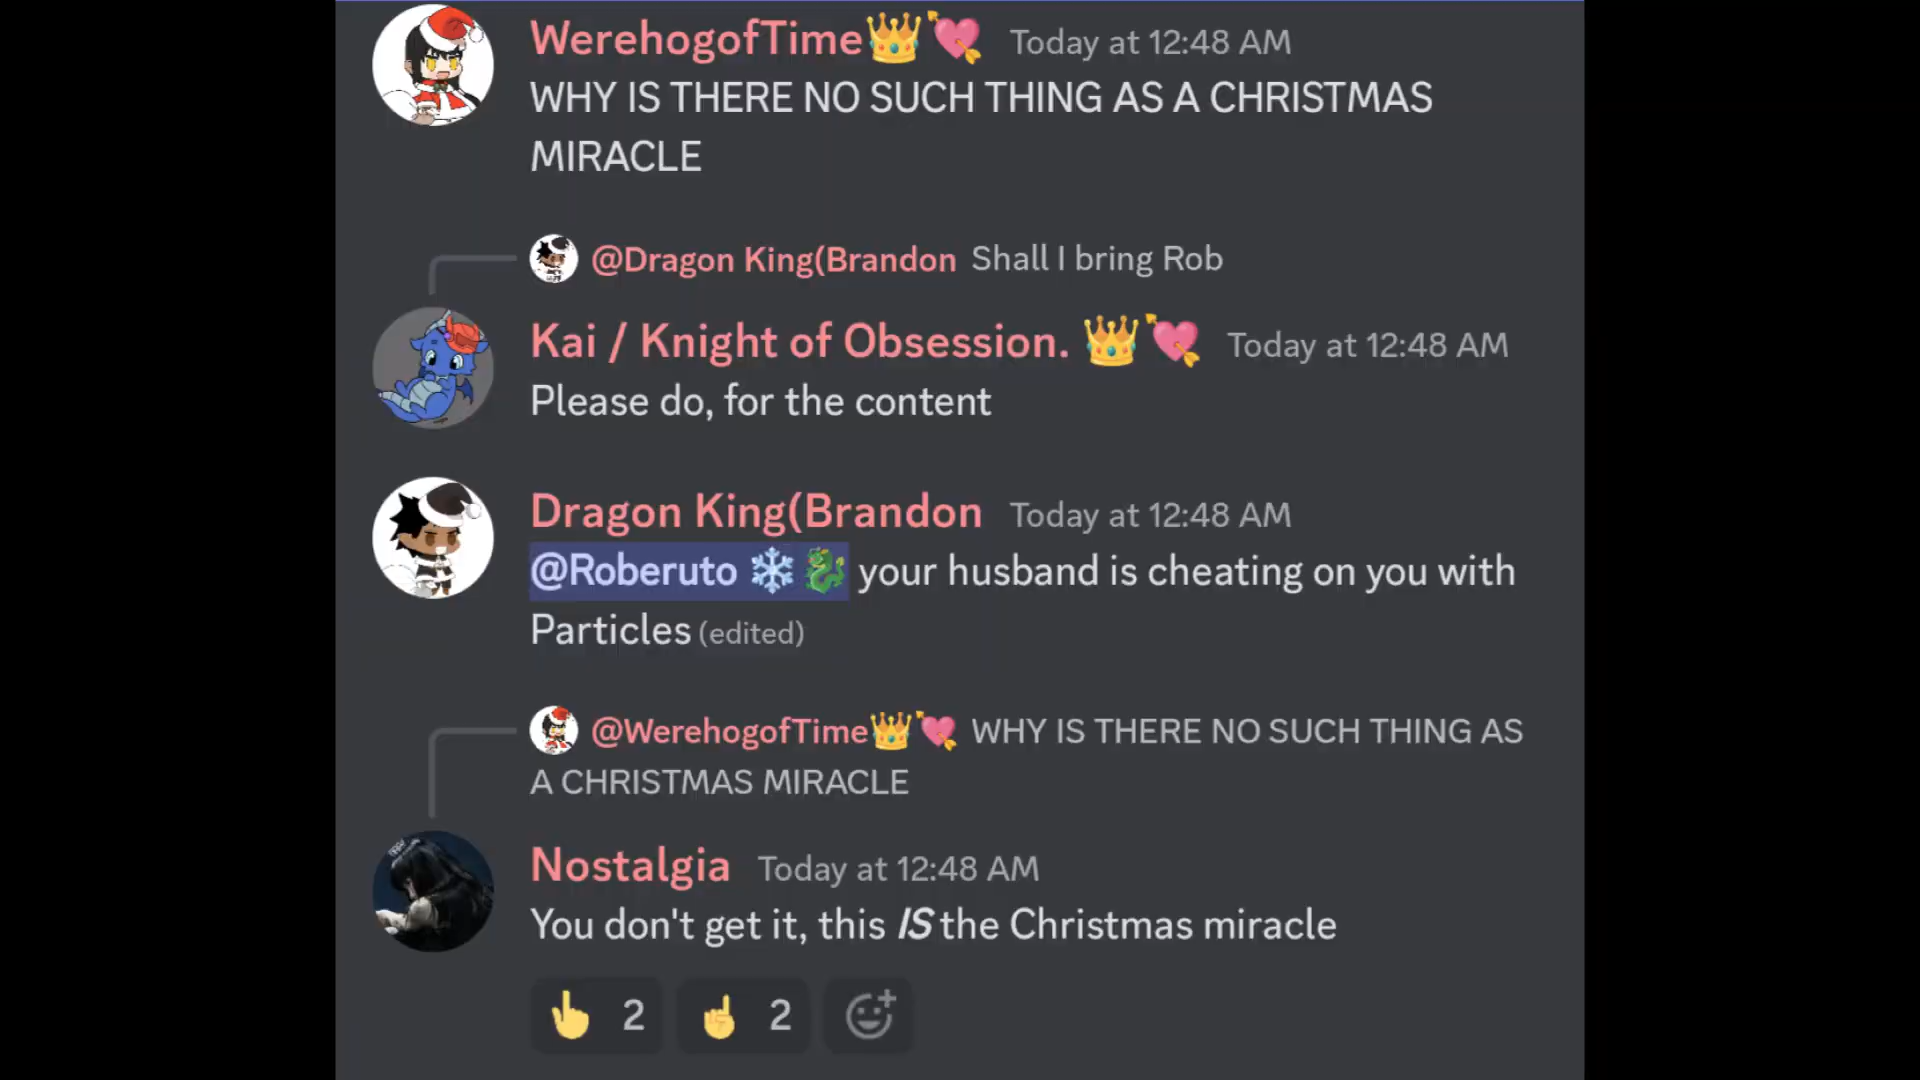 WerehogofTime👑💘 Today at 12:48 AM
WHY IS THERE NO SUCH THING AS A CHRISTMAS
MIRACLE
@Dragon King(Brandon Shall I bring Rob
Kai / Knight of Obsession. 👑💘 Today at 12:48 AM
Please do, for the content
Dragon King(Brandon Today at 12:48 AM
@Roberuto ❄️🐉 your husband is cheating on you with
Particles (edited)
@WerehogofTime👑💘 WHY IS THERE NO SUCH THING AS
A CHRISTMAS MIRACLE
Nostalgia Today at 12:48 AM
You don't get it, this IS the Christmas miracle
👆 2 ☝️ 2